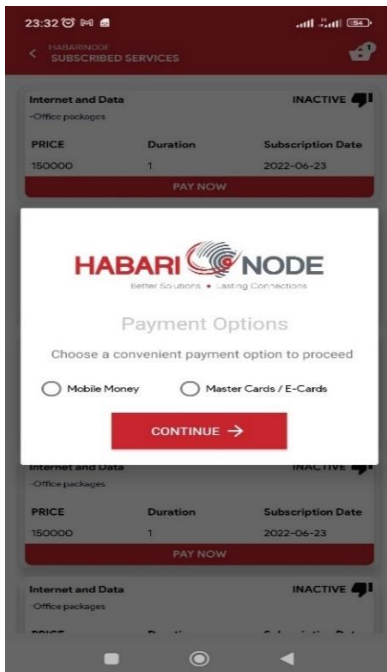 23:32
54
HABARINODE
SUBSCRIBED SERVICES
1
Internet and Data INACTIVE
-Office packages
PRICE Duration Subscription Date
150000 1 2022-06-23
PAY NOW
HABARI NODE
Better Solutions • Lasting Connections
Payment Options
Choose a convenient payment option to proceed
Mobile Money Master Cards / E-Cards
CONTINUE →
Internet and Data INACTIVE
-Office packages
PRICE Duration Subscription Date
150000 1 2022-06-23
PAY NOW
Internet and Data INACTIVE
-Office packages